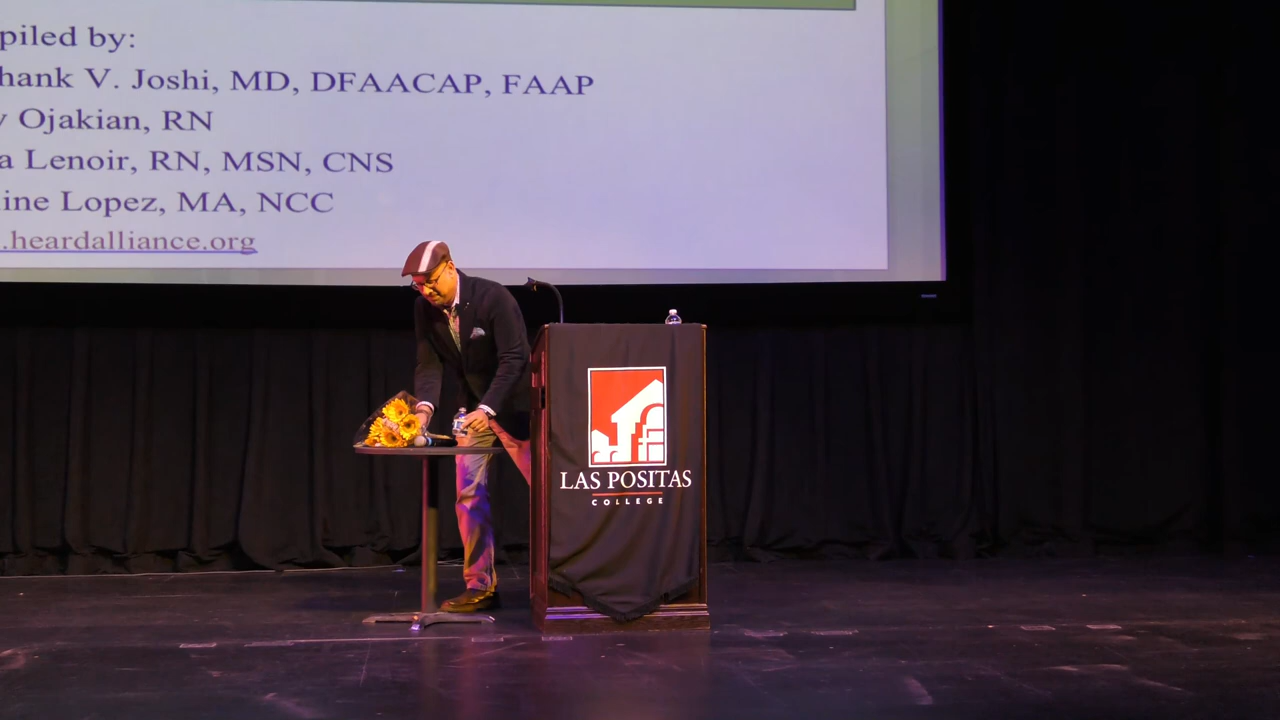 piled by:
hank V. Joshi, MD, DFAACAP, FAAP
y Ojakian, RN
a Lenoir, RN, MSN, CNS
ine Lopez, MA, NCC
.heardalliance.org
LAS POSITAS
COLLEGE